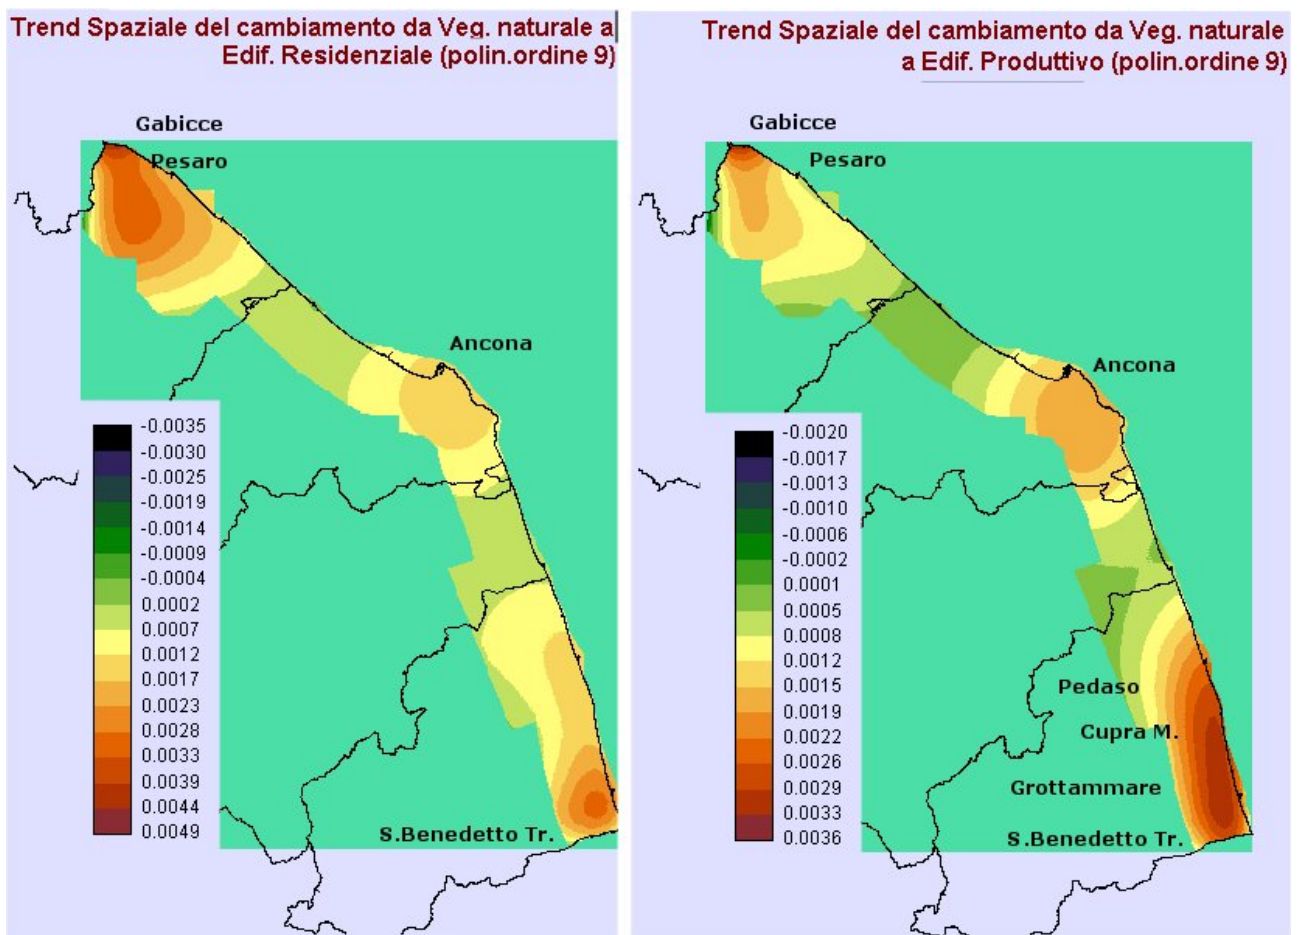 Trend Spaziale del cambiamento da Veg. naturale a
Edif. Residenziale (polin.ordine 9)
Gabicce
Pesaro
Ancona
-0.0035
-0.0030
-0.0025
-0.0019
-0.0014
-0.0009
-0.0004
0.0002
0.0007
0.0012
0.0017
0.0023
0.0028
0.0033
0.0039
0.0044
0.0049
S.Benedetto Tr.
Trend Spaziale del cambiamento da Veg. naturale
a Edif. Produttivo (polin.ordine 9)
Gabicce
Pesaro
Ancona
-0.0020
-0.0017
-0.0013
-0.0010
-0.0006
-0.0002
0.0001
0.0005
0.0008
0.0012
0.0015
0.0019
0.0022
0.0026
0.0029
0.0033
0.0036
Pedaso
Cupra M.
Grottammare
S.Benedetto Tr.